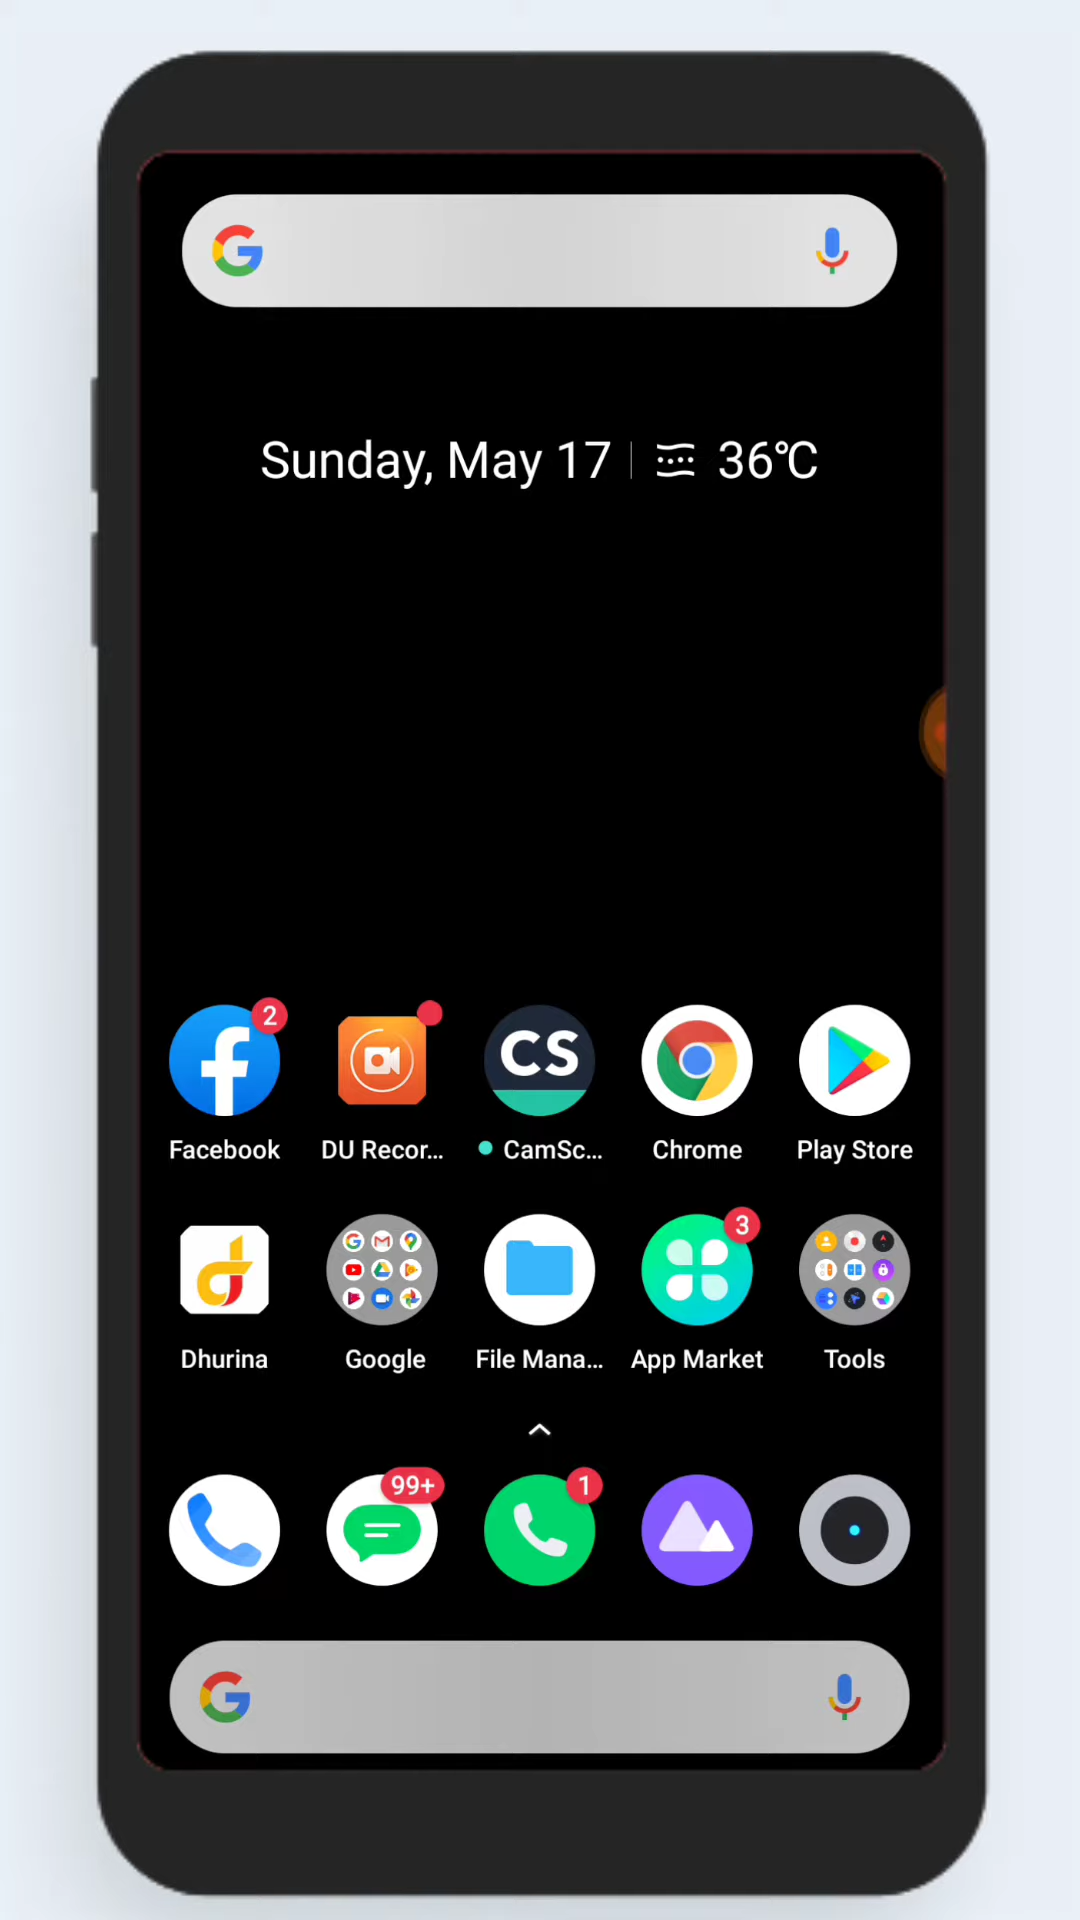 Sunday, May 17 36℃
2
Facebook
DU Recor...
CS
CamSc...
Chrome
Play Store
3
Dhurina
Google
File Mana...
App Market
Tools
99+
1